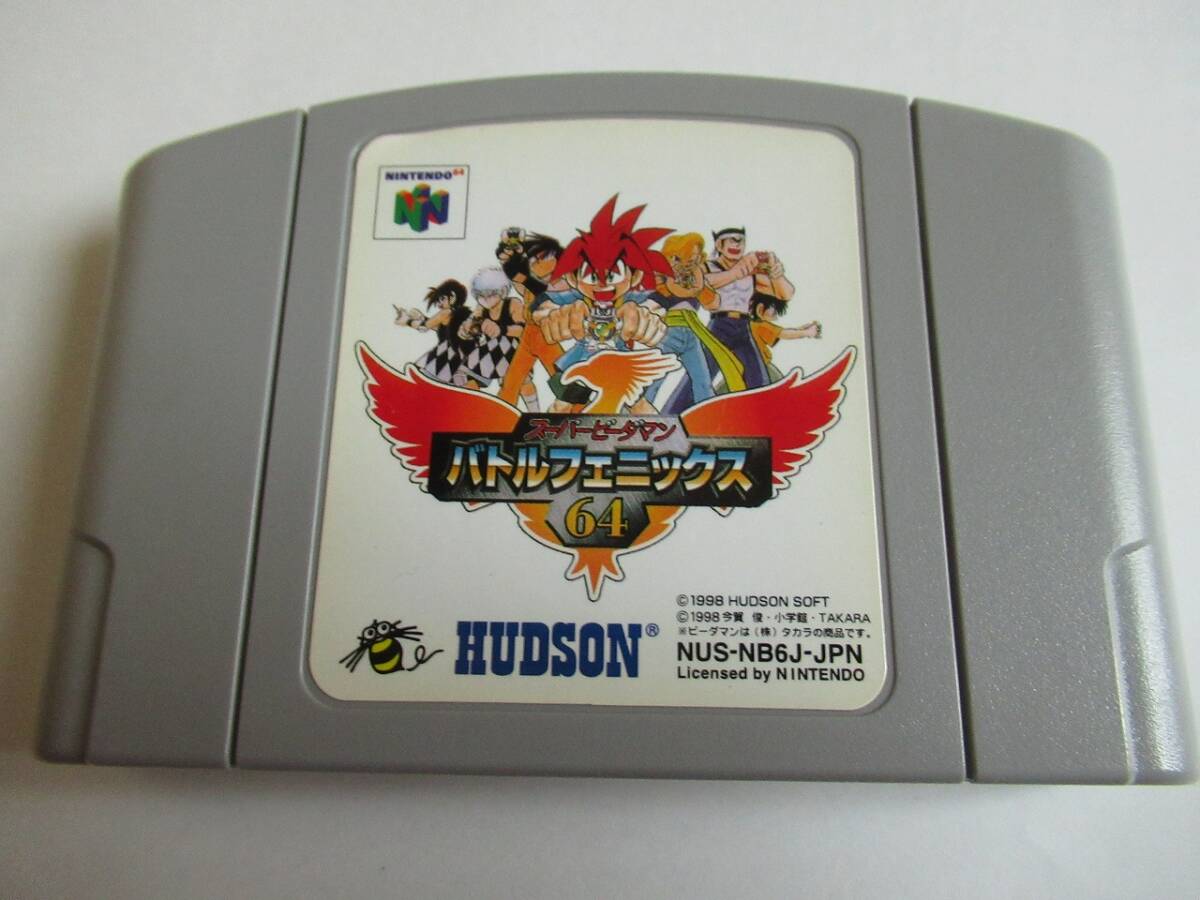 NINTENDO 64
スーパービーダマン
バトルフェニックス
64
©1998 HUDSON SOFT
©1998 今賀 俊・小学館・TAKARA
※ビーダマンは(株)タカラの商品です。
HUDSON®
NUS-NB6J-JPN
Licensed by NINTENDO